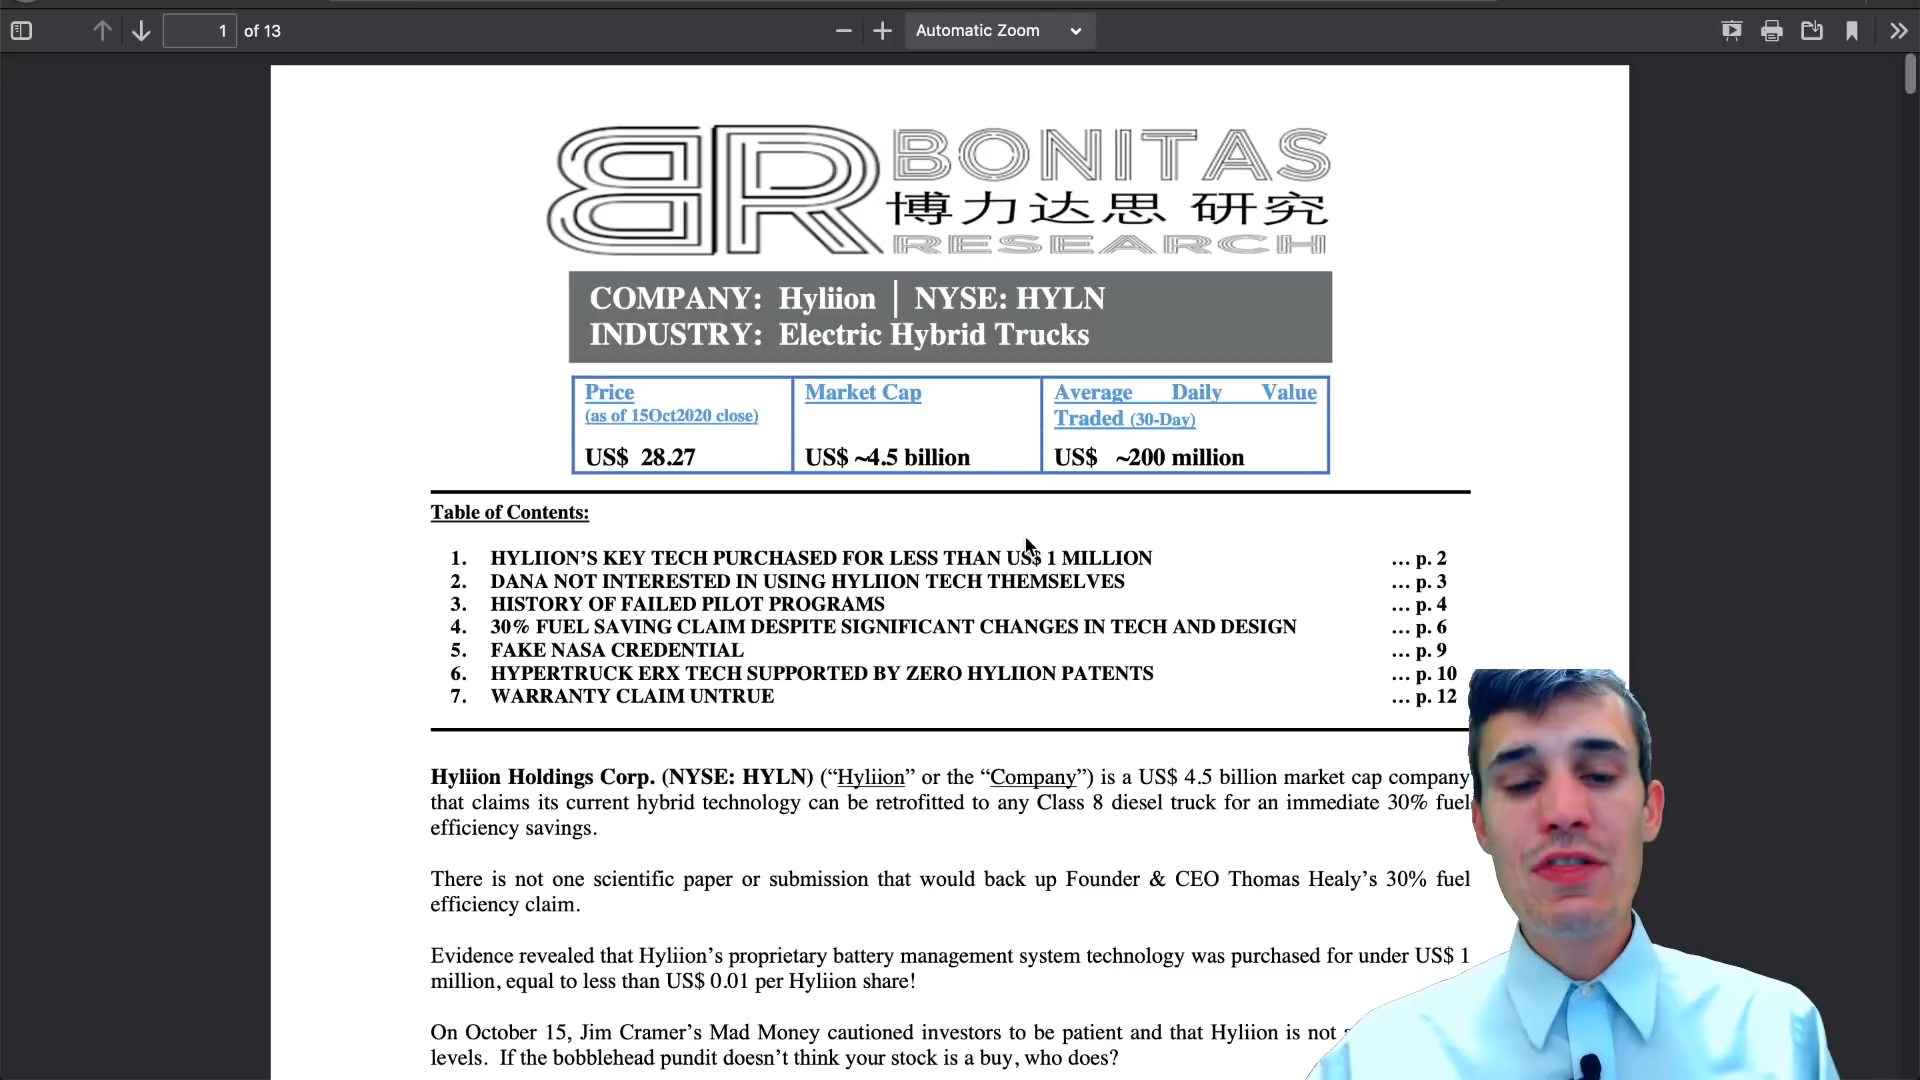 1 of 13
Automatic Zoom
BR BONITAS
博力达思 研究
RESEARCH
COMPANY: Hyliion | NYSE: HYLN
INDUSTRY: Electric Hybrid Trucks
Price Market Cap Average Daily Value
(as of 15Oct2020 close) Traded (30-Day)
US$ 28.27 US$ ~4.5 billion US$ ~200 million
Table of Contents:
1. HYLIION’S KEY TECH PURCHASED FOR LESS THAN US$ 1 MILLION … p. 2
2. DANA NOT INTERESTED IN USING HYLIION TECH THEMSELVES … p. 3
3. HISTORY OF FAILED PILOT PROGRAMS … p. 4
4. 30% FUEL SAVING CLAIM DESPITE SIGNIFICANT CHANGES IN TECH AND DESIGN … p. 6
5. FAKE NASA CREDENTIAL … p. 9
6. HYPERTRUCK ERX TECH SUPPORTED BY ZERO HYLIION PATENTS … p. 10
7. WARRANTY CLAIM UNTRUE … p. 12
Hyliion Holdings Corp. (NYSE: HYLN) (“Hyliion” or the “Company”) is a US$ 4.5 billion market cap company
that claims its current hybrid technology can be retrofitted to any Class 8 diesel truck for an immediate 30% fuel
efficiency savings.
There is not one scientific paper or submission that would back up Founder & CEO Thomas Healy’s 30% fuel
efficiency claim.
Evidence revealed that Hyliion’s proprietary battery management system technology was purchased for under US$ 1
million, equal to less than US$ 0.01 per Hyliion share!
On October 15, Jim Cramer’s Mad Money cautioned investors to be patient and that Hyliion is not
levels. If the bobblehead pundit doesn’t think your stock is a buy, who does?